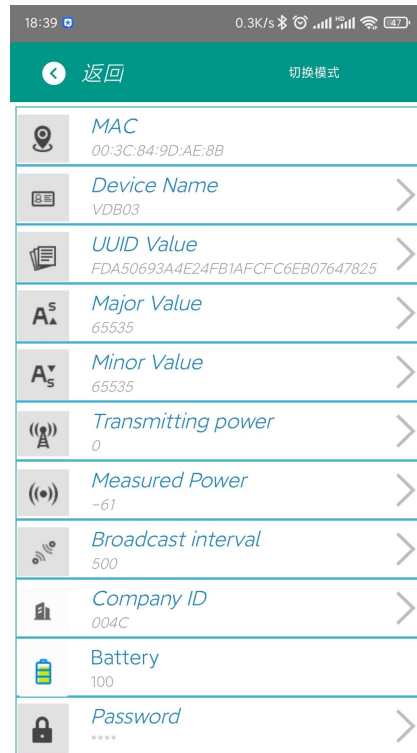 18:39 0.3K/s HD 47
返回 切换模式
MAC
00:3C:84:9D:AE:8B
Device Name
VDB03
UUID Value
FDA50693A4E24FB1AFCFC6EB07647825
Major Value
65535
Minor Value
65535
Transmitting power
0
Measured Power
-61
Broadcast interval
500
Company ID
004C
Battery
100
Password
****